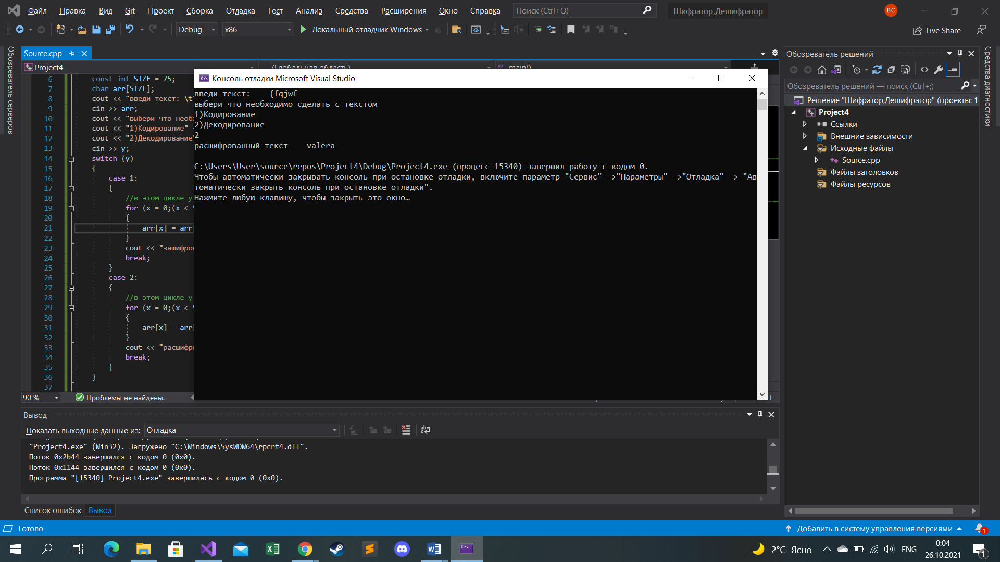 Файл Правка Вид Git Проект Сборка Отладка Тест Анализ Средства Расширения Окно Справка Поиск (Ctrl+Q) Шифратор,Дешифратор ВС
Debug x86 Локальный отладчик Windows Live Share
Обозреватель серверов
Source.cpp
Project4 (Глобальная область) main()
6 const int SIZE = 75;
7 char arr[SIZE];
8 cout << "введи текст: \t"
9 cin >> arr;
10 cout << "выбери что необх
11 cout << "1)Кодирование"
12 cout << "2)Декодирование"
13 cin >> y;
14 switch (y)
15 {
16 case 1:
17 {
18 //в этом цикле у
19 for (x = 0;(x < S
20 {
21 arr[x] = arr[
22 }
23 cout << "зашифров
24 break;
25 }
26 case 2:
27 {
28 //в этом цикле у
29 for (x = 0;(x < S
30 {
31 arr[x] = arr[
32 }
33 cout << "расшифро
34 break;
35 }
36 }
37
90 % Проблемы не найдены.
Консоль отладки Microsoft Visual Studio
введи текст: {fqjwf
выбери что необходимо сделать с текстом
1)Кодирование
2)Декодирование
2
расшифрованный текст valera
C:\Users\User\source\repos\Project4\Debug\Project4.exe (процесс 15340) завершил работу с кодом 0.
Чтобы автоматически закрывать консоль при остановке отладки, включите параметр "Сервис" ->"Параметры" ->"Отладка" -> "Ав
томатически закрыть консоль при остановке отладки".
Нажмите любую клавишу, чтобы закрыть это окно…
Обозреватель решений
Обозреватель решений — поиск (Ctrl+;)
Решение "Шифратор,Дешифратор" (проекты: 1
Project4
Ссылки
Внешние зависимости
Исходные файлы
Source.cpp
Файлы заголовков
Файлы ресурсов
Средства диагностики
Вывод
Показать выходные данные из: Отладка
"Project4.exe" (Win32). Загружено "C:\Windows\SysWOW64\rpcrt4.dll".
Поток 0x2b44 завершился с кодом 0 (0x0).
Поток 0x1144 завершился с кодом 0 (0x0).
Программа "[15340] Project4.exe" завершилась с кодом 0 (0x0).
Список ошибок Вывод
Готово Добавить в систему управления версиями 1
2°C Ясно ENG 0:04
26.10.2021 1